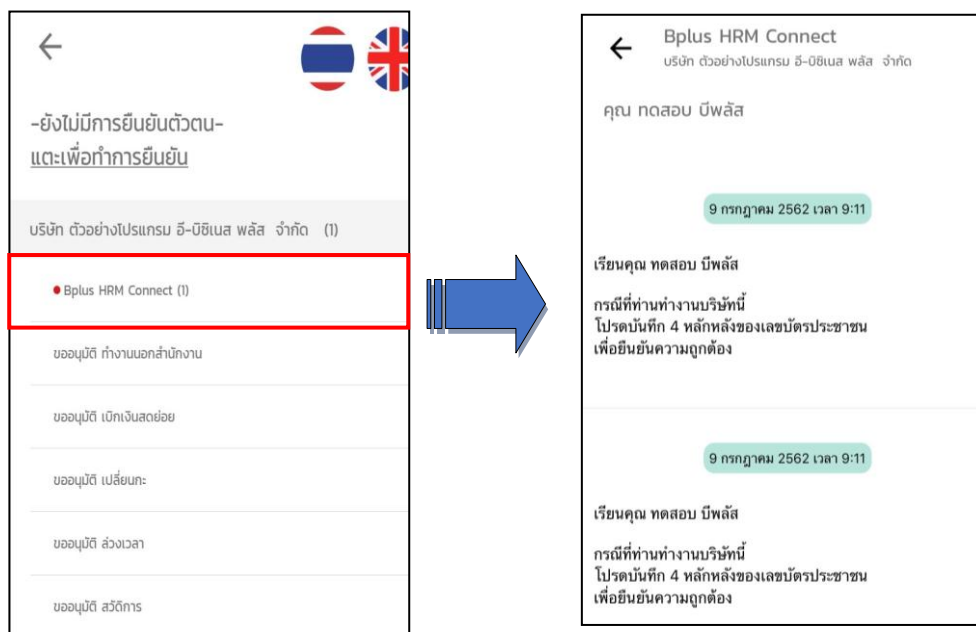 -ยังไม่มีการยืนยันตัวตน-
แตะเพื่อทำการยืนยัน
บริษัท ตัวอย่างโปรแกรม อี-บิซิเนส พลัส จำกัด (1)
Bplus HRM Connect (1)
ขออนุมัติ ทำงานนอกสำนักงาน
ขออนุมัติ เบิกเงินสดย่อย
ขออนุมัติ เปลี่ยนกะ
ขออนุมัติ ล่วงเวลา
ขออนุมัติ สวัดิการ
Bplus HRM Connect
บริษัท ตัวอย่างโปรแกรม อี-บิซิเนส พลัส จำกัด
คุณ ทดสอบ บีพลัส
9 กรกฎาคม 2562 เวลา 9:11
เรียนคุณ ทดสอบ บีพลัส
กรณีที่ท่านทำงานบริษัทนี้
โปรดบันทึก 4 หลักหลังของเลขบัตรประชาชน
เพื่อยืนยันความถูกต้อง
9 กรกฎาคม 2562 เวลา 9:11
เรียนคุณ ทดสอบ บีพลัส
กรณีที่ท่านทำงานบริษัทนี้
โปรดบันทึก 4 หลักหลังของเลขบัตรประชาชน
เพื่อยืนยันความถูกต้อง